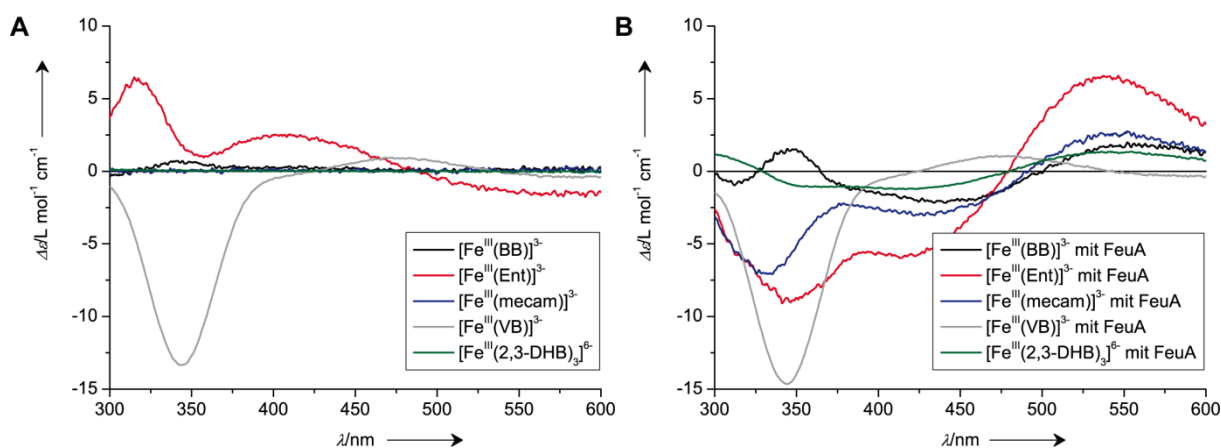 A
10
5
0
-5
-10
-15
Δε/L mol⁻¹ cm⁻¹
300 350 400 450 500 550 600
λ/nm
[Feᴵᴵᴵ(BB)]³⁻
[Feᴵᴵᴵ(Ent)]³⁻
[Feᴵᴵᴵ(mecam)]³⁻
[Feᴵᴵᴵ(VB)]³⁻
[Feᴵᴵᴵ(2,3-DHB)₃]⁶⁻
B
10
5
0
-5
-10
-15
Δε/L mol⁻¹ cm⁻¹
300 350 400 450 500 550 600
λ/nm
[Feᴵᴵᴵ(BB)]³⁻ mit FeuA
[Feᴵᴵᴵ(Ent)]³⁻ mit FeuA
[Feᴵᴵᴵ(mecam)]³⁻ mit FeuA
[Feᴵᴵᴵ(VB)]³⁻ mit FeuA
[Feᴵᴵᴵ(2,3-DHB)₃]⁶⁻ mit FeuA